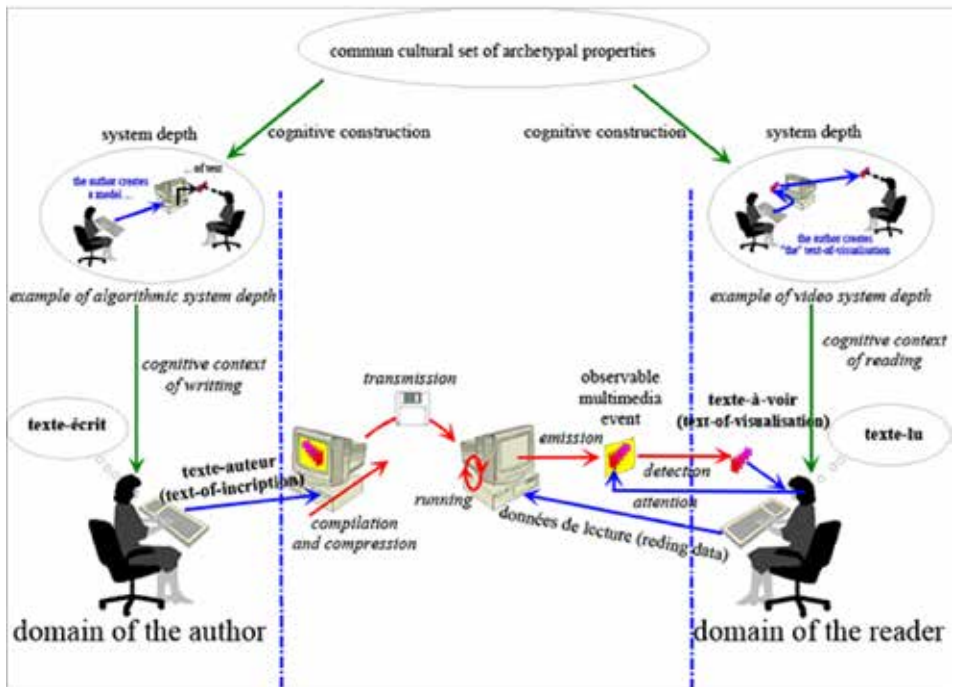 commun cultural set of archetypal properties
cognitive construction
cognitive construction
system depth
system depth
the author creates
a model ...
... of text
the author creates
"the" text-of-visualisation
example of algorithmic system depth
example of video system depth
cognitive context
of writting
cognitive context
of reading
transmission
observable
multimedia
event
texte-à-voir
(text-of-visualisation)
texte-écrit
texte-lu
texte-auteur
(text-of-incription)
emission
detection
attention
running
compilation
and compression
données de lecture (reding data)
domain of the author
domain of the reader